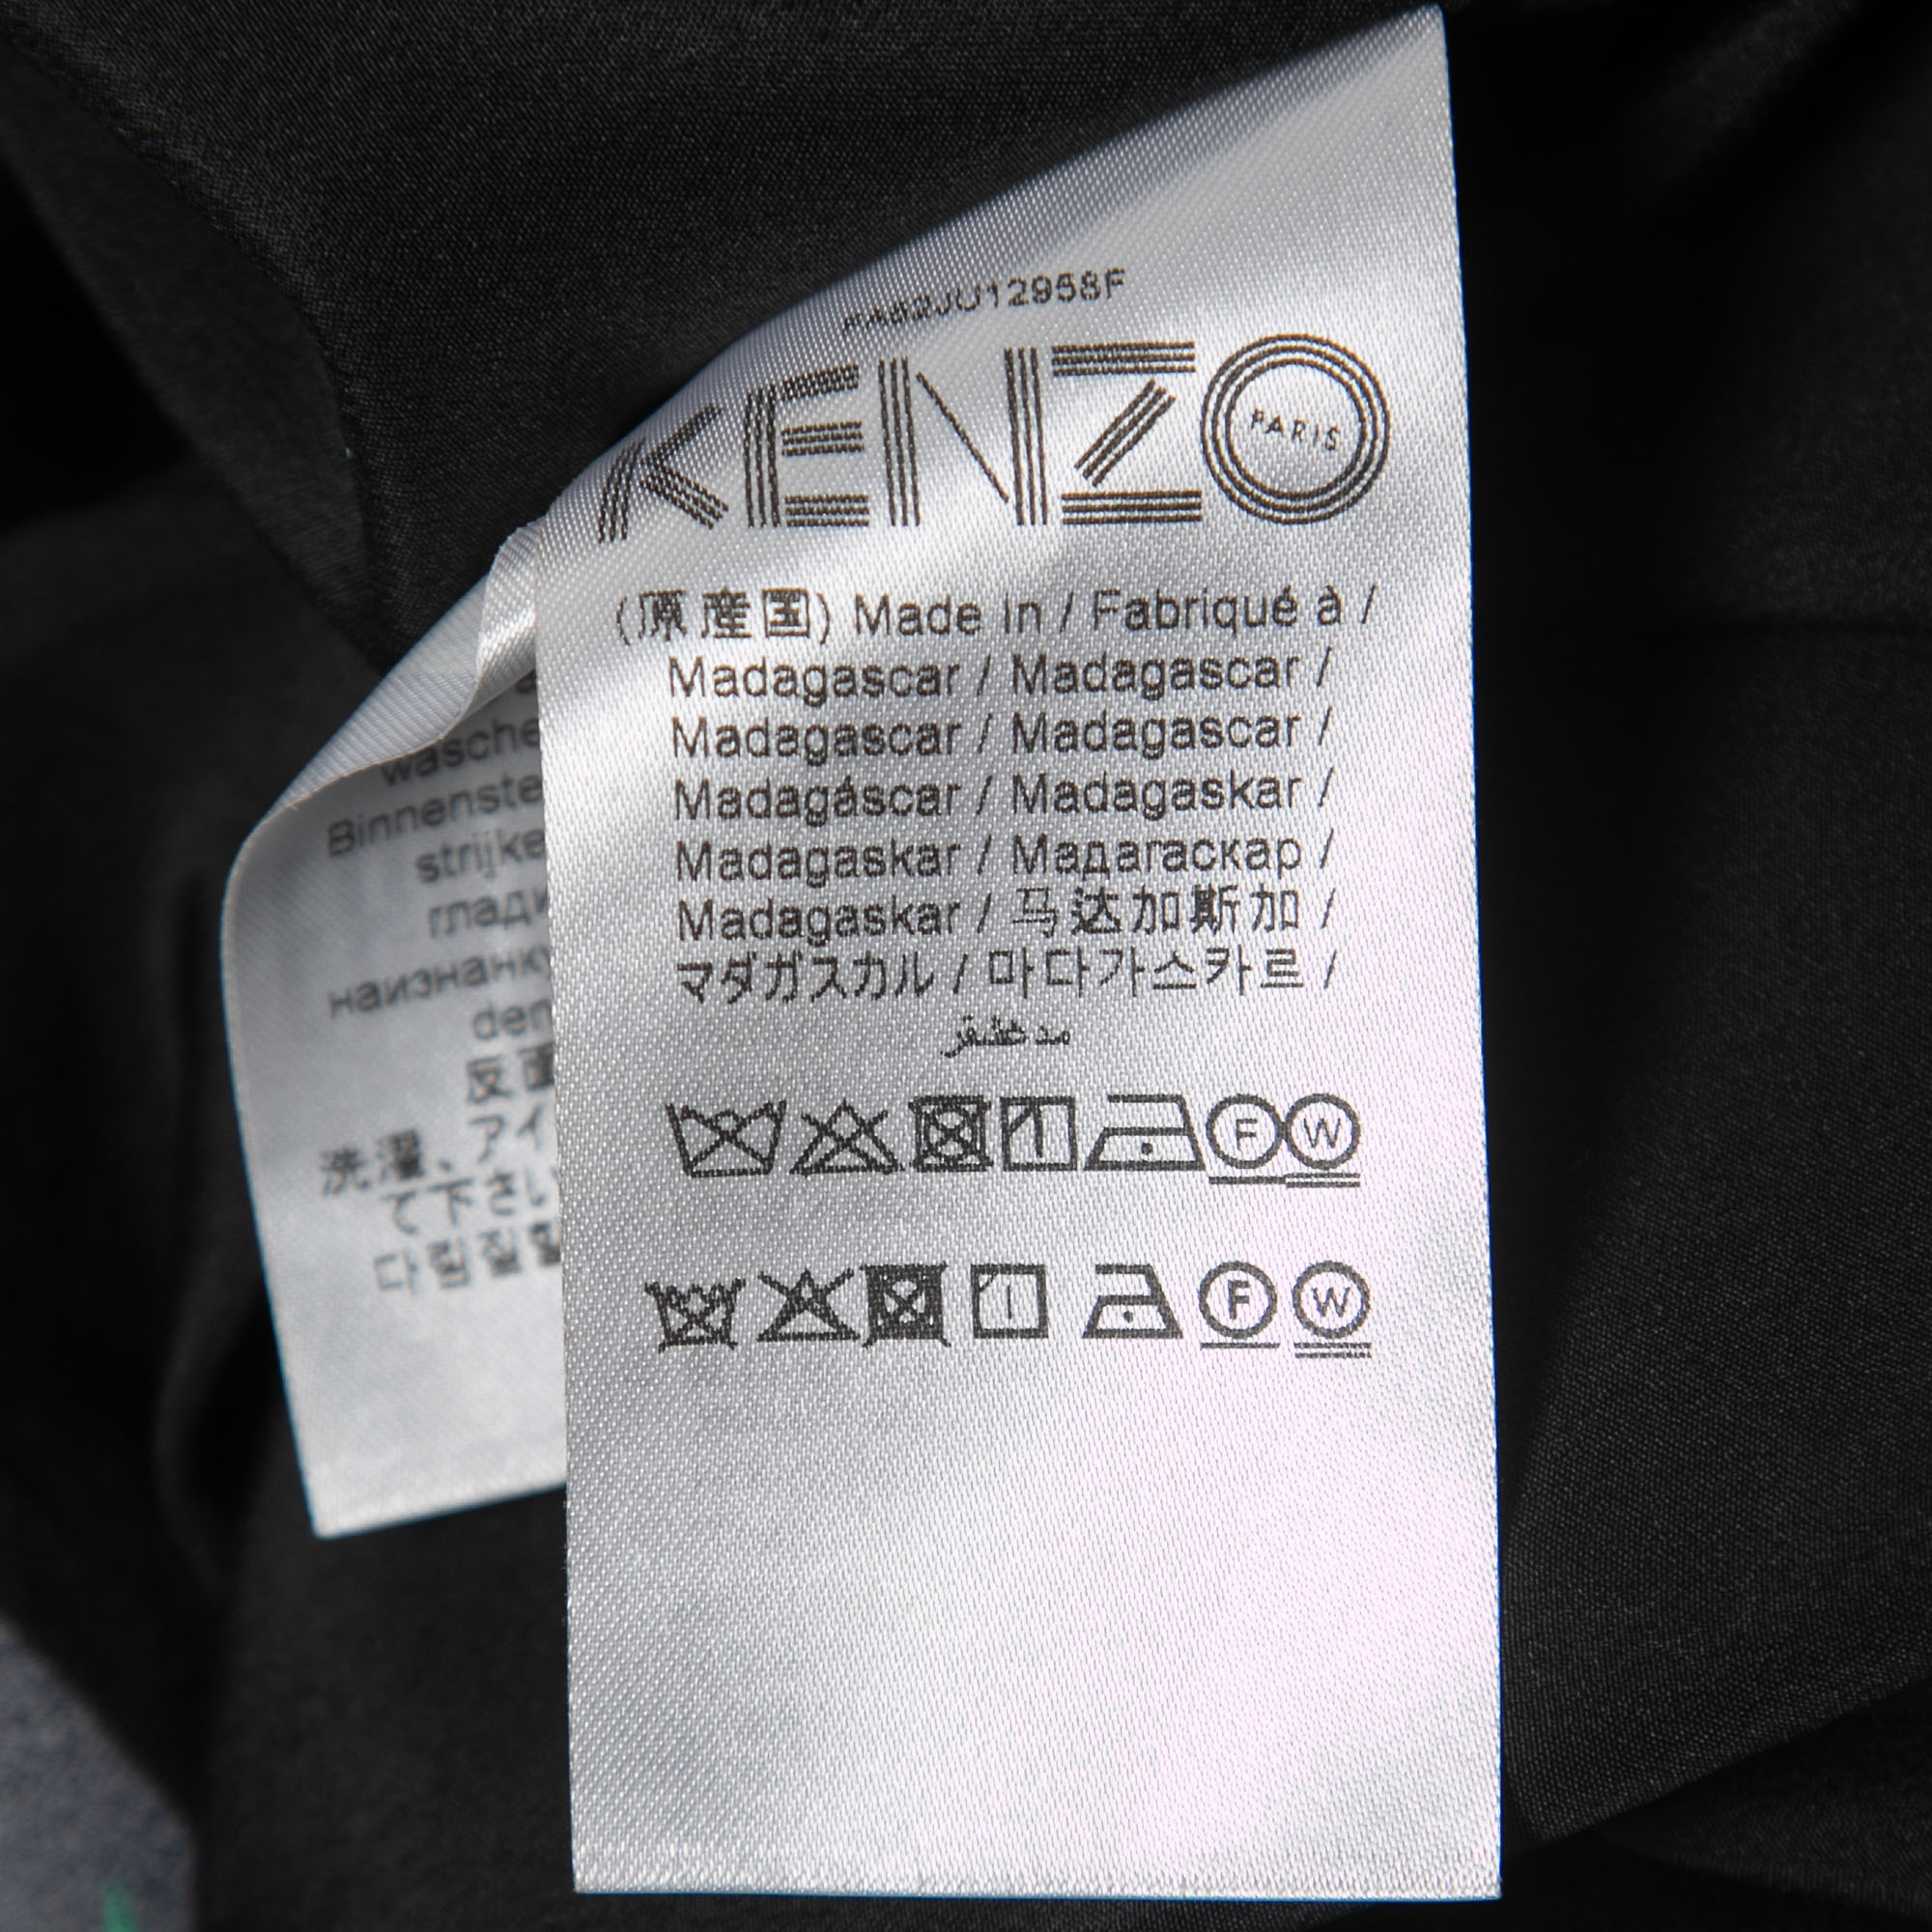 FA62JU12958F
KENZO
PARIS
(原産国) Made in / Fabriqué à /
Madagascar / Madagascar /
Madagascar / Madagascar /
Madagáscar / Madagaskar /
Madagaskar / Мадагаскар /
Madagaskar / 马达加斯加 /
マダガスカル / 마다가스카르 /
F W
F W
wasche
Binnenste
strijke
глади
наизнанку
den
反面
洗濯、アイ
て下さい
다림질할